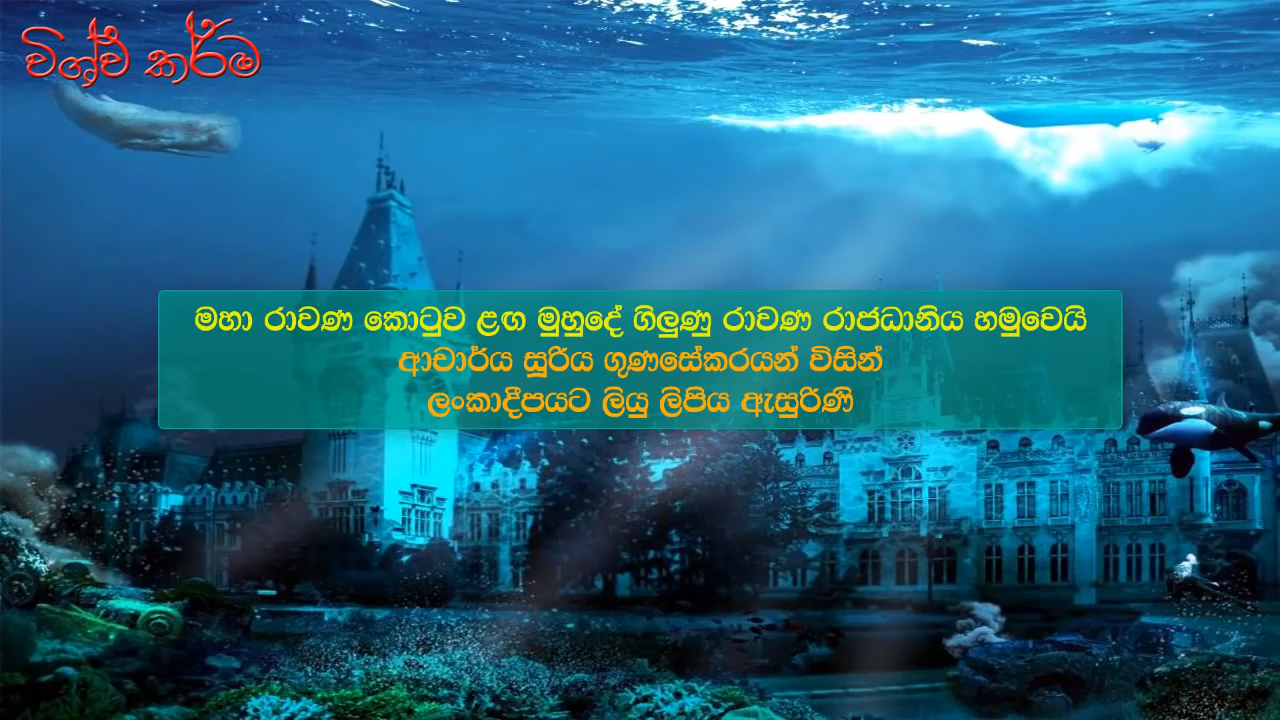 විශ්ව කර්ම
මහා රාවණ කොටුව ළඟ මුහුදේ ගිලුණු රාවණ රාජධානිය හමුවෙයි
ආචාර්ය සූරිය ගුණසේකරයන් විසින්
ලංකාදීපයට ලියු ලිපිය ඇසුරිණි